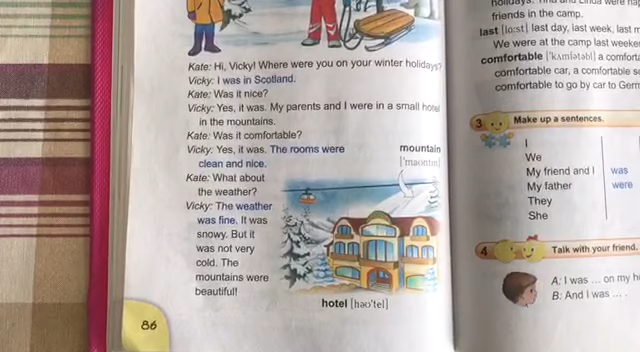 Kate: Hi, Vicky! Where were you on your winter holidays?
Vicky: I was in Scotland.
Kate: Was it nice?
Vicky: Yes, it was. My parents and I were in a small hotel
in the mountains.
Kate: Was it comfortable?
Vicky: Yes, it was. The rooms were
clean and nice.
Kate: What about
the weather?
Vicky: The weather
was fine. It was
snowy. But it
was not very
cold. The
mountains were
beautiful!
mountain
['maʊntɪn]
hotel [həʊ'tel]
86
friends in the camp.
last [lɑːst] last day, last week, last
We were at the camp last
comfortable ['kʌmfətəbl] a
comfortable car, a comfortable
comfortable to go by car to
3 Make up a sentences.
I
We
My friend and I
My father
They
She
was
were
4 Talk with your friend.
A: I was ... on my
B: And I was ... .